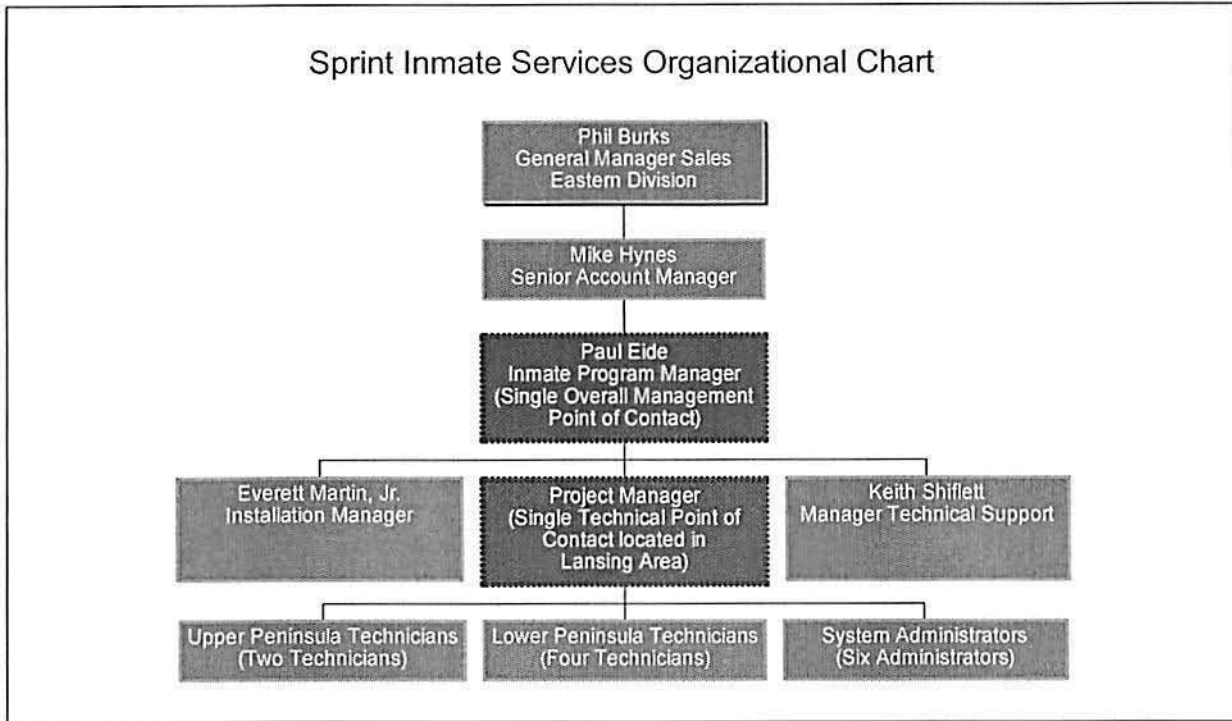 Sprint Inmate Services Organizational Chart
Phil Burks
General Manager Sales
Eastern Division
Mike Hynes
Senior Account Manager
Paul Eide
Inmate Program Manager
(Single Overall Management
Point of Contact)
Everett Martin, Jr.
Installation Manager
Project Manager
(Single Technical Point of
Contact located in
Lansing Area)
Keith Shiflett
Manager Technical Support
Upper Peninsula Technicians
(Two Technicians)
Lower Peninsula Technicians
(Four Technicians)
System Administrators
(Six Administrators)